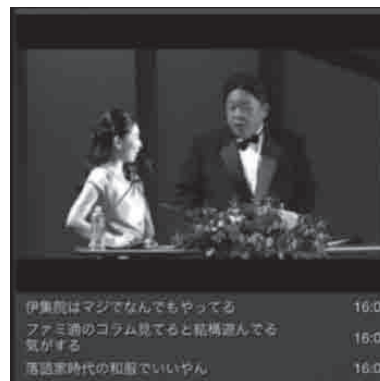 伊集院はマジでなんでもやってる
16:0
ファミ通のコラム見てると結構遊んでる
気がする
16:0
落語家時代の和服でいいやん
16:0